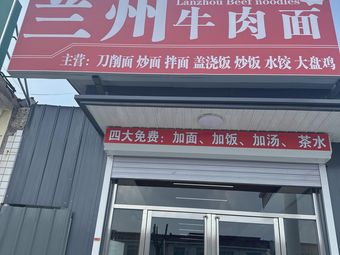 Lanzhou Beef noodles
兰州牛肉面
主营：刀削面 炒面 拌面 盖浇饭 炒饭 水饺 大盘鸡
四大免费：加面、加饭、加汤、茶水